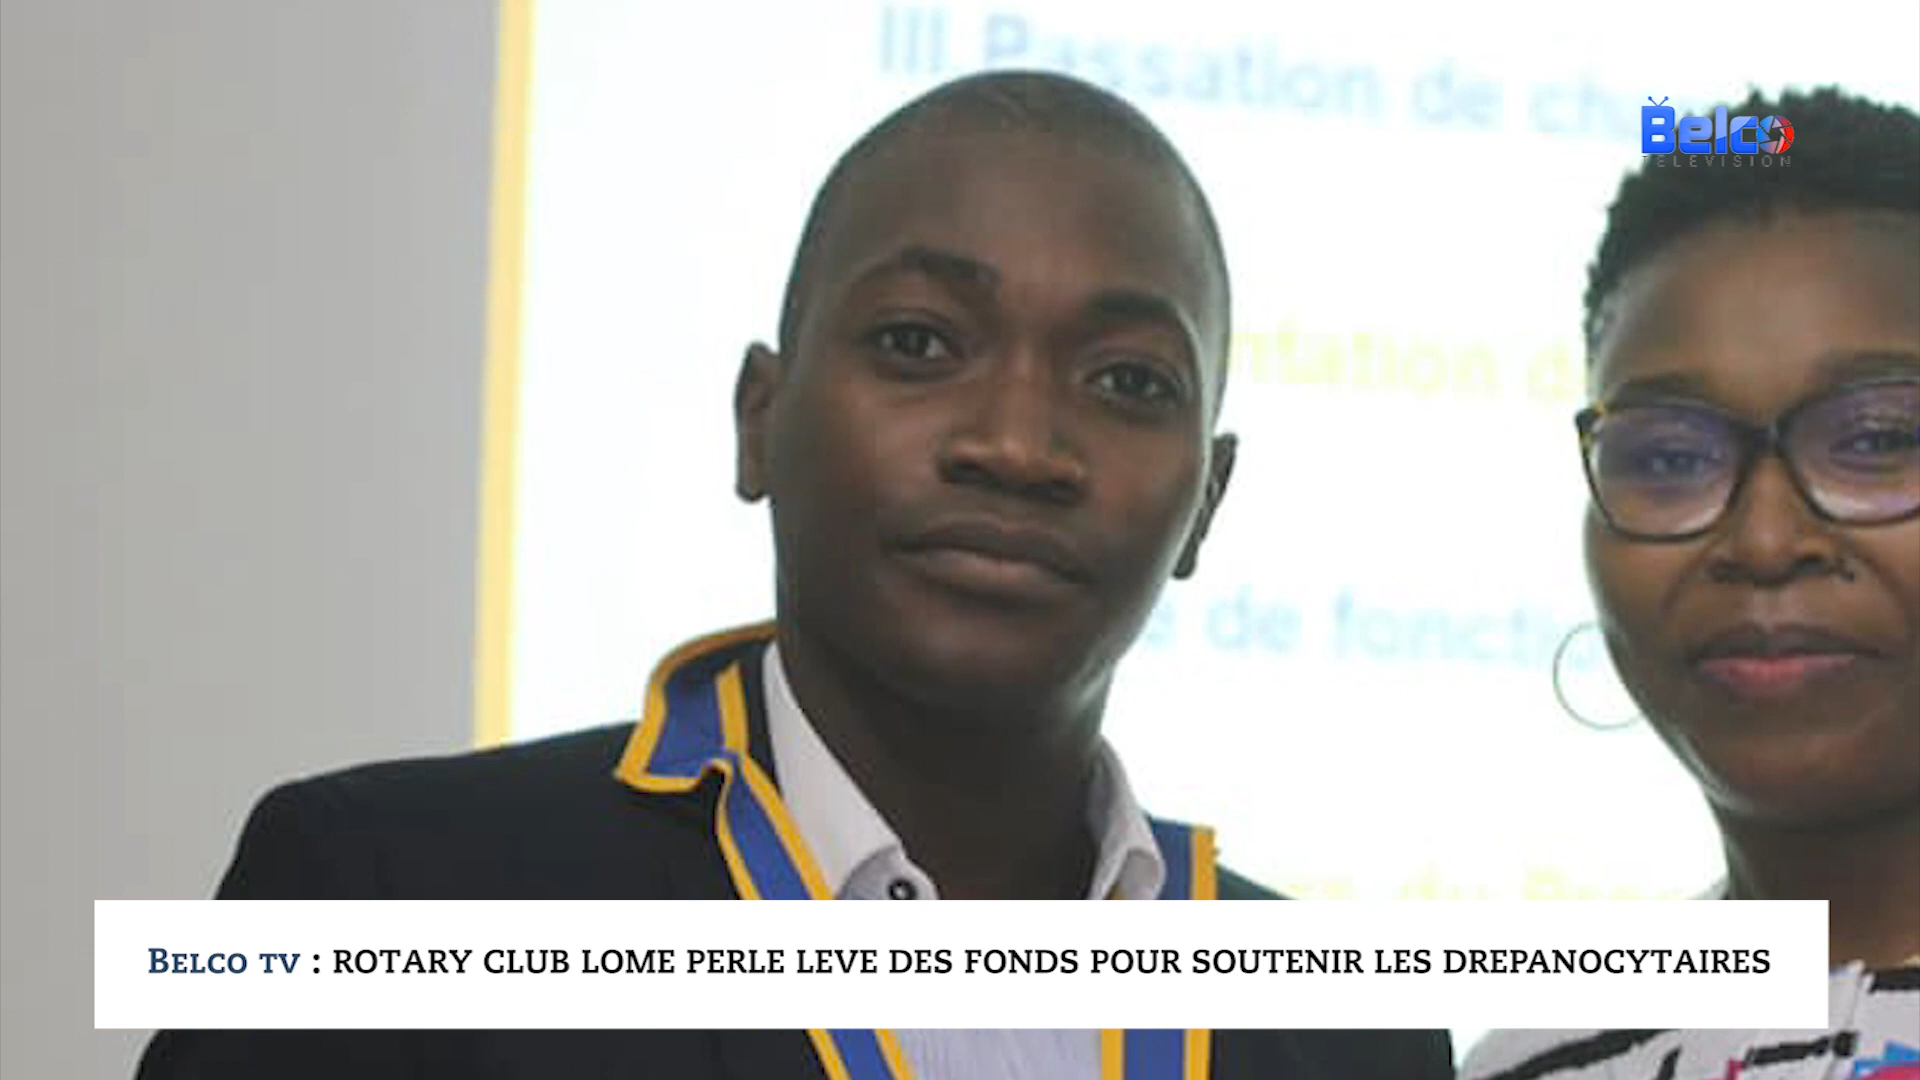 III Passation de
Belco
TELEVISION
ntation d
de fonctio
BELCO TV : ROTARY CLUB LOME PERLE LEVE DES FONDS POUR SOUTENIR LES DREPANOCYTAIRES